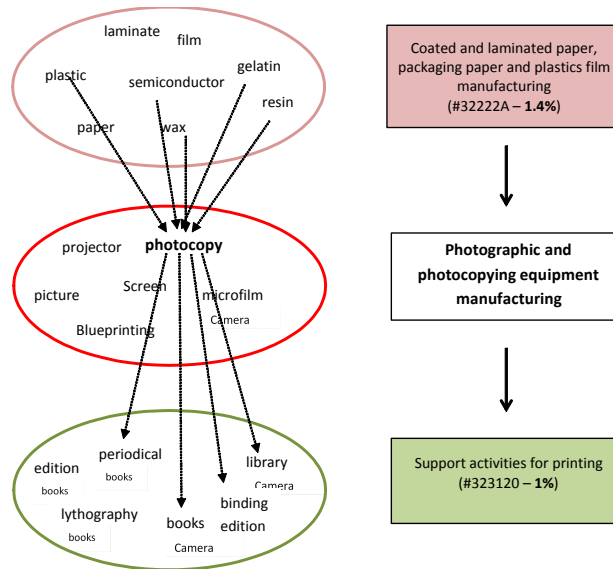 laminate
film
plastic
semiconductor
gelatin
resin
paper
wax
Coated and laminated paper,
packaging paper and plastics film
manufacturing
(#32222A – 1.4%)
projector
photocopy
picture
Screen
microfilm
Camera
Blueprinting
Photographic and
photocopying equipment
manufacturing
periodical
books
edition
books
library
Camera
lythography
books
books
Camera
binding
edition
Support activities for printing
(#323120 – 1%)